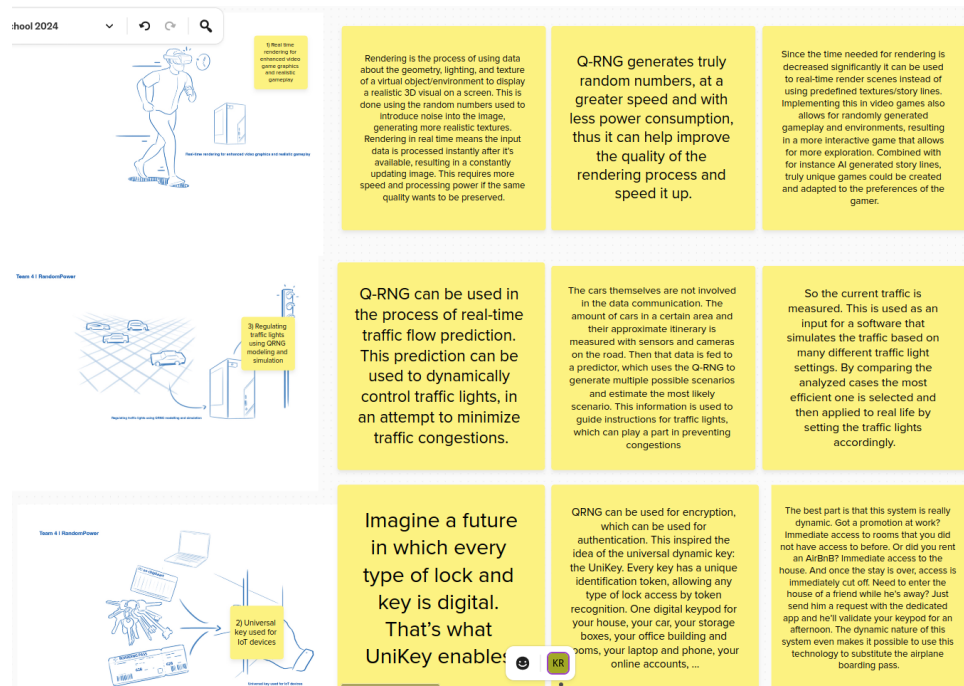 chool 2024
1) Real time
rendering for
enhanced video
game graphics
and realistic
gameplay
Real-time rendering for enhanced video graphics and realistic gameplay
Rendering is the process of using data
about the geometry, lighting, and texture
of a virtual object/environment to display
a realistic 3D visual on a screen. This is
done using the random numbers used to
introduce noise into the image,
generating more realistic textures.
Rendering in real time means the input
data is processed instantly after it's
available, resulting in a constantly
updating image. This requires more
speed and processing power if the same
quality wants to be preserved.
Q-RNG generates truly
random numbers, at a
greater speed and with
less power consumption,
thus it can help improve
the quality of the
rendering process and
speed it up.
Since the time needed for rendering is
decreased significantly it can be used
to real-time render scenes instead of
using predefined textures/story lines.
Implementing this in video games also
allows for randomly generated
gameplay and environments, resulting
in a more interactive game that allows
for more exploration. Combined with
for instance AI generated story lines,
truly unique games could be created
and adapted to the preferences of the
gamer.
Team 4 | RandomPower
3) Regulating
traffic lights
using QRNG
modeling and
simulation
Regulating traffic lights using QRNG modelling and simulation
Q-RNG can be used in
the process of real-time
traffic flow prediction.
This prediction can be
used to dynamically
control traffic lights, in
an attempt to minimize
traffic congestions.
The cars themselves are not involved
in the data communication. The
amount of cars in a certain area and
their approximate itinerary is
measured with sensors and cameras
on the road. Then that data is fed to
a predictor, which uses the Q-RNG to
generate multiple possible scenarios
and estimate the most likely
scenario. This information is used to
guide instructions for traffic lights,
which can play a part in preventing
congestions
So the current traffic is
measured. This is used as an
input for a software that
simulates the traffic based on
many different traffic light
settings. By comparing the
analyzed cases the most
efficient one is selected and
then applied to real life by
setting the traffic lights
accordingly.
Team 4 | RandomPower
BOARDING PASS
2) Universal
key used for
IoT devices
Universal key used for IoT devices
Imagine a future
in which every
type of lock and
key is digital.
That's what
UniKey enables
QRNG can be used for encryption,
which can be used for
authentication. This inspired the
idea of the universal dynamic key:
the UniKey. Every key has a unique
identification token, allowing any
type of lock access by token
recognition. One digital keypod for
your house, your car, your storage
boxes, your office building and
ooms, your laptop and phone, your
online accounts, ...
The best part is that this system is really
dynamic. Got a promotion at work?
Immediate access to rooms that you did
not have access to before. Or did you rent
an AirBnB? Immediate access to the
house. And once the stay is over, access is
immediately cut off. Need to enter the
house of a friend while he's away? Just
send him a request with the dedicated
app and he'll validate your keypod for an
afternoon. The dynamic nature of this
system even makes it possible to use this
technology to substitute the airplane
boarding pass.
KR